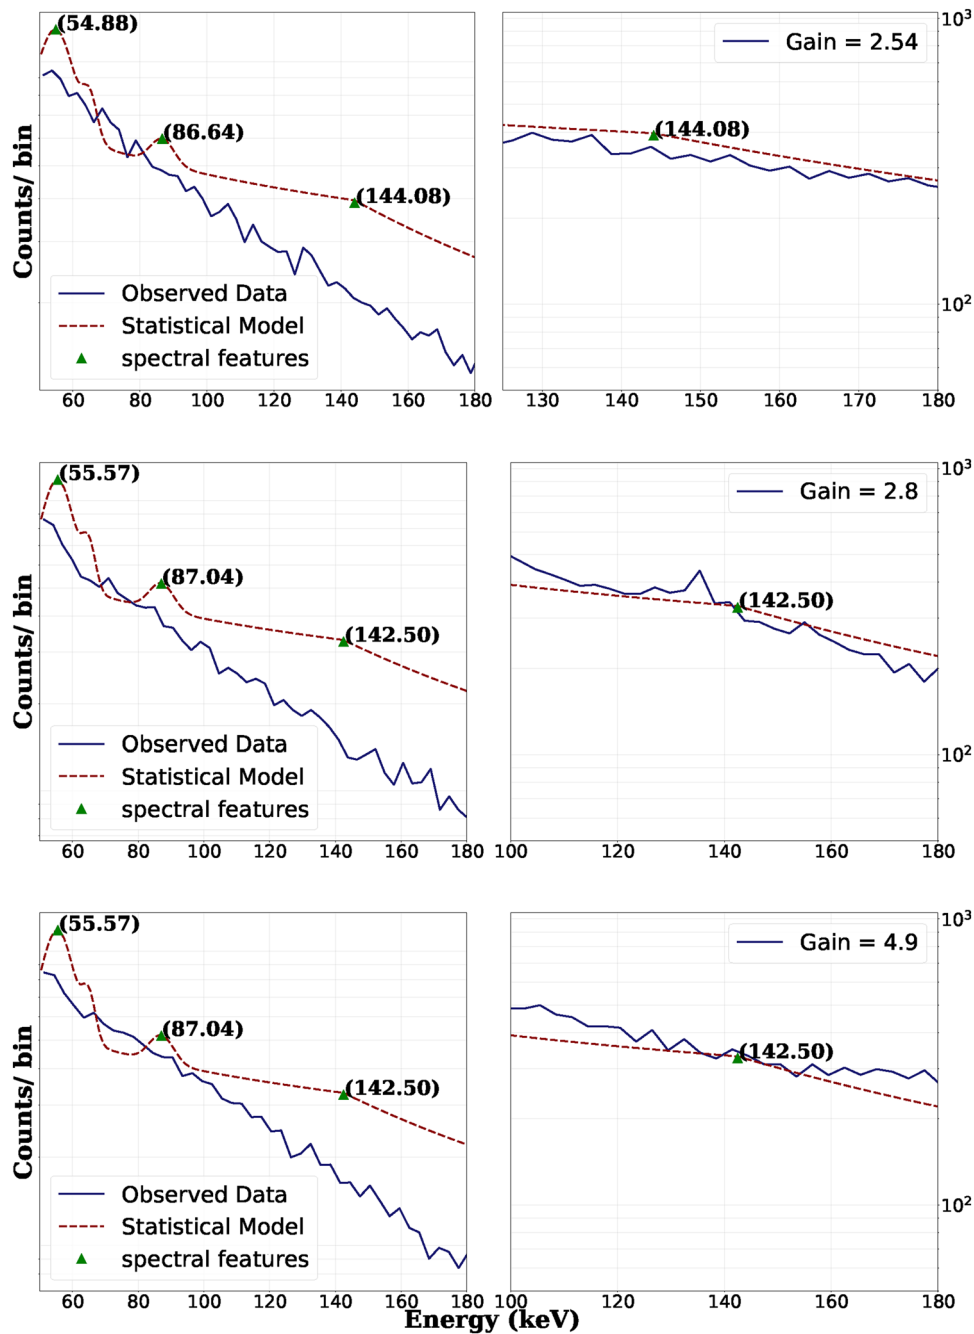 (54.88)
(86.64)
(144.08)
Counts/ bin
Observed Data
Statistical Model
spectral features
60 80 100 120 140 160 180
Gain = 2.54
(144.08)
10³
10²
130 140 150 160 170 180
(55.57)
(87.04)
(142.50)
Counts/ bin
Observed Data
Statistical Model
spectral features
60 80 100 120 140 160 180
Gain = 2.8
(142.50)
10³
10²
100 120 140 160 180
(55.57)
(87.04)
(142.50)
Counts/ bin
Observed Data
Statistical Model
spectral features
60 80 100 120 140 160 180
Gain = 4.9
(142.50)
10³
10²
100 120 140 160 180
Energy (keV)